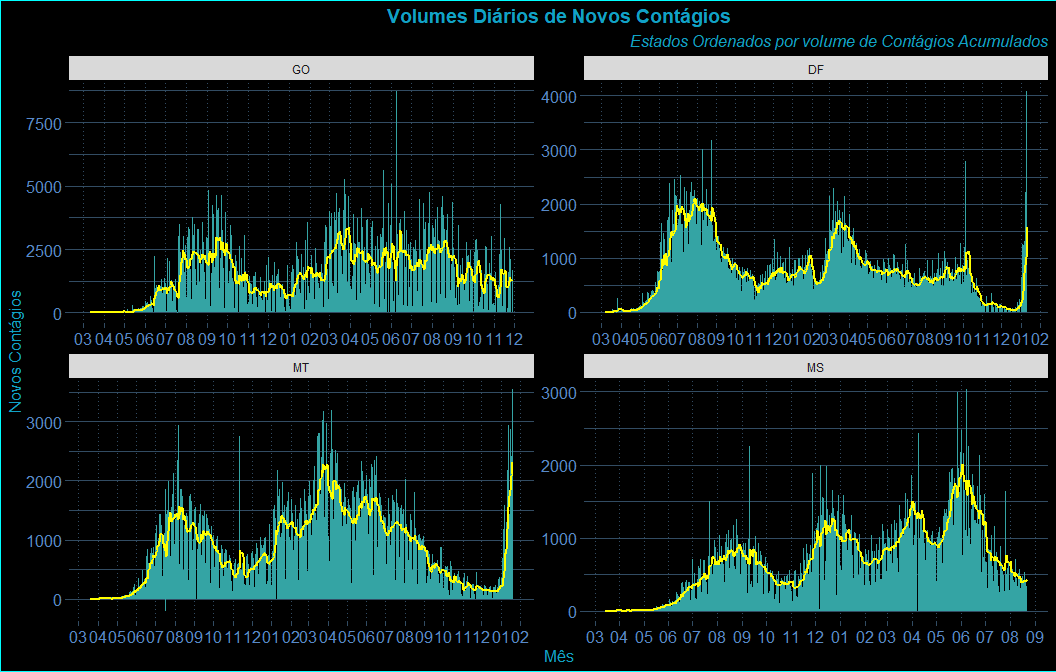 Volumes Diários de Novos Contágios
Estados Ordenados por volume de Contágios Acumulados
GO
7500
5000
2500
0
03 04 05 06 07 08 09 10 11 12 01 02 03 04 05 06 07 08 09 10 11 12
DF
4000
3000
2000
1000
0
03 04 05 06 07 08 09 10 11 12 01 02 03 04 05 06 07 08 09 10 11 12 01 02
MT
3000
2000
1000
0
03 04 05 06 07 08 09 10 11 12 01 02 03 04 05 06 07 08 09 10 11 12 01 02
MS
3000
2000
1000
0
03 04 05 06 07 08 09 10 11 12 01 02 03 04 05 06 07 08 09
Novos Contágios
Mês